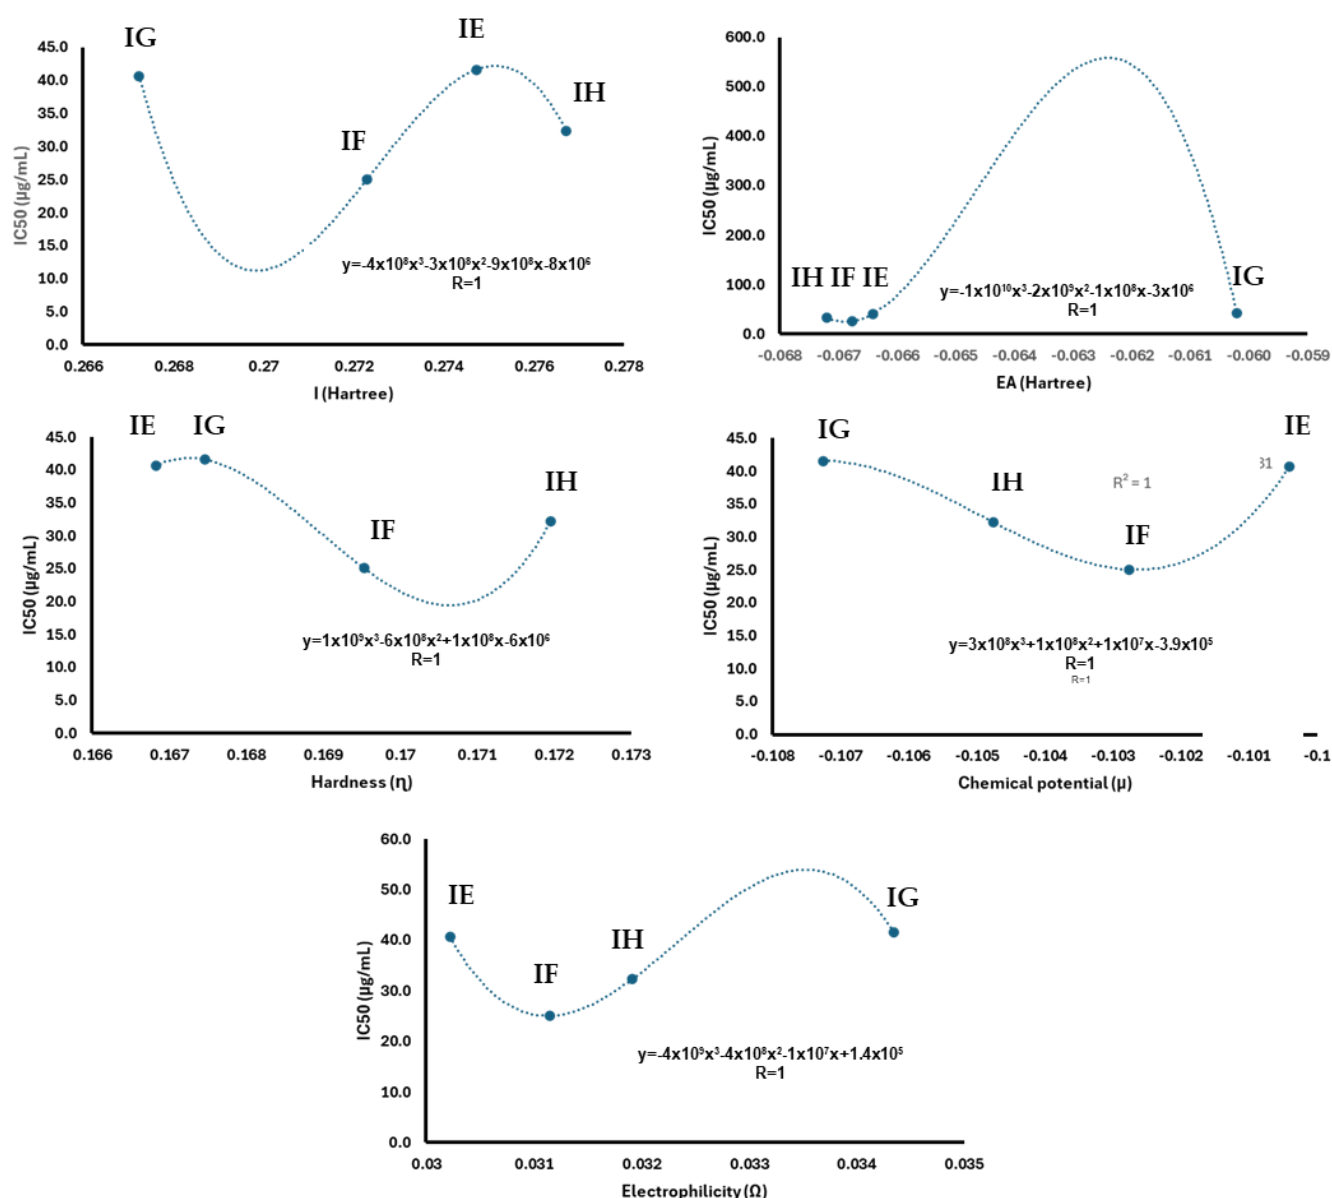 IG
IE
IH
IF
45.0
40.0
35.0
30.0
25.0
20.0
15.0
10.0
5.0
0.0
IC50 (µg/mL)
y=-4x10⁸x³-3x10⁸x²-9x10⁸x-8x10⁶
R=1
0.266 0.268 0.27 0.272 0.274 0.276 0.278
I (Hartree)
600.0
500.0
400.0
300.0
200.0
100.0
0.0
IC50 (µg/mL)
IH IF IE
IG
y=-1x10¹⁰x³-2x10⁹x²-1x10⁸x-3x10⁶
R=1
-0.068 -0.067 -0.066 -0.065 -0.064 -0.063 -0.062 -0.061 -0.060 -0.059
EA (Hartree)
IE IG
IH
IF
45.0
40.0
35.0
30.0
25.0
20.0
15.0
10.0
5.0
0.0
IC50 (µg/mL)
y=1x10⁹x³-6x10⁸x²+1x10⁸x-6x10⁶
R=1
0.166 0.167 0.168 0.169 0.17 0.171 0.172 0.173
Hardness (η)
IG
IE
IH
IF
45.0
40.0
35.0
30.0
25.0
20.0
15.0
10.0
5.0
0.0
IC50 (µg/mL)
31
R² = 1
y=3x10⁸x³+1x10⁸x²+1x10⁷x-3.9x10⁵
R=1
R=1
-0.108 -0.107 -0.106 -0.105 -0.104 -0.103 -0.102 -0.101 -0.1
Chemical potential (µ)
60.0
50.0
40.0
30.0
20.0
10.0
0.0
IC50 (µg/mL)
IE
IG
IH
IF
y=-4x10⁹x³-4x10⁸x²-1x10⁷x+1.4x10⁵
R=1
0.03 0.031 0.032 0.033 0.034 0.035
Electrophilicity (Ω)